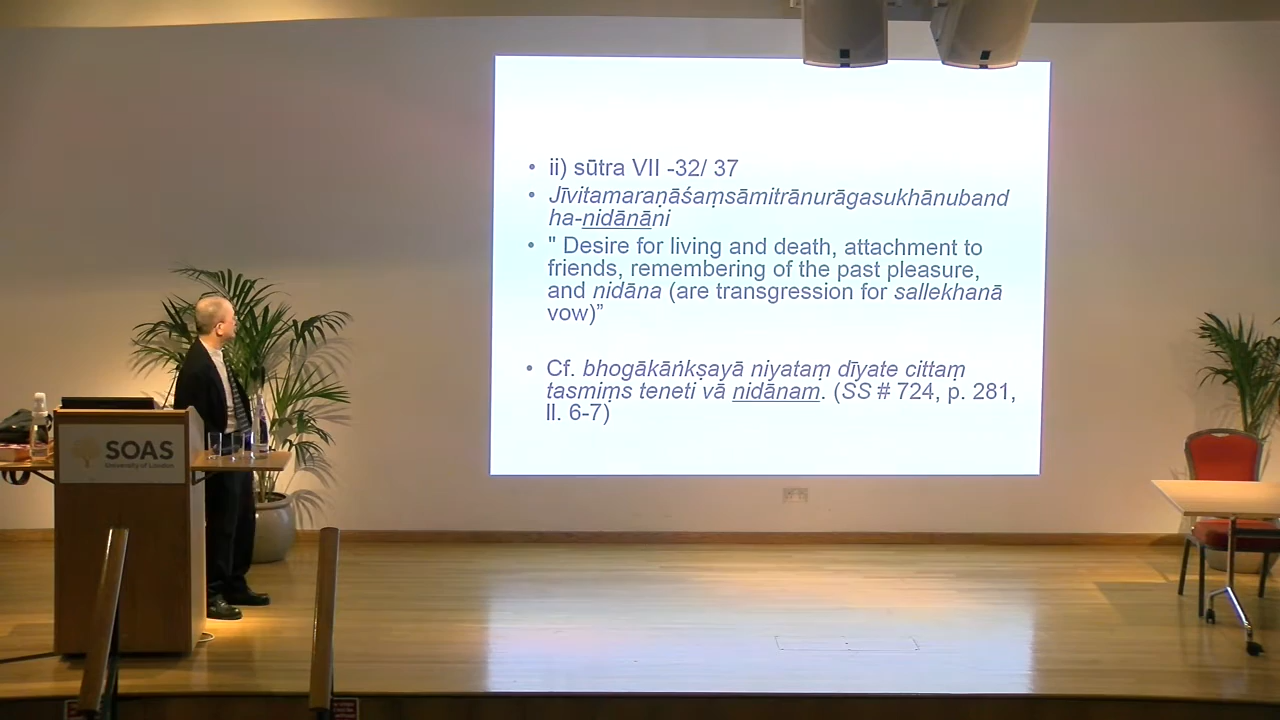 • ii) sūtra VII -32/ 37
• Jīvitamaraṇāśaṃsāmitrānurāgasukhānuband
ha-nidānāni
• " Desire for living and death, attachment to
friends, remembering of the past pleasure,
and nidāna (are transgression for sallekhanā
vow)”
• Cf. bhogākāṅkṣayā niyataṃ dīyate cittaṃ
tasmiṃs teneti vā nidānam. (SS # 724, p. 281,
ll. 6-7)
SOAS
University of London